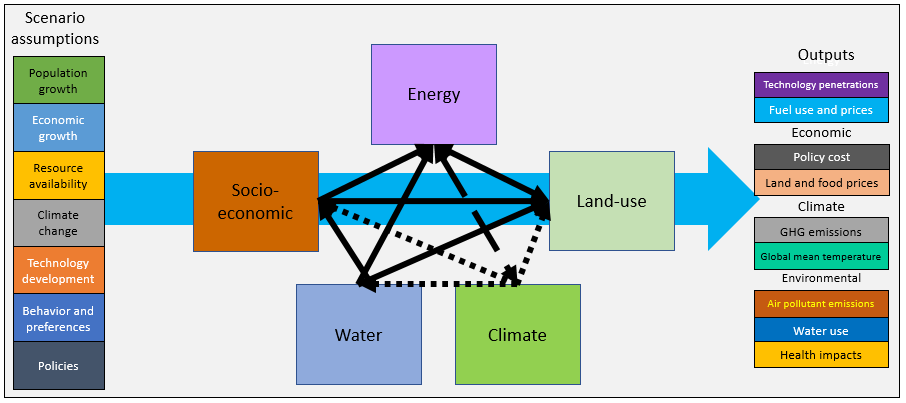 Scenario
assumptions
Population
growth
Economic
growth
Resource
availability
Climate
change
Technology
development
Behavior and
preferences
Policies
Energy
Socio-
economic
Land-use
Water
Climate
Outputs
Technology penetrations
Fuel use and prices
Economic
Policy cost
Land and food prices
Climate
GHG emissions
Global mean temperature
Environmental
Air pollutant emissions
Water use
Health impacts